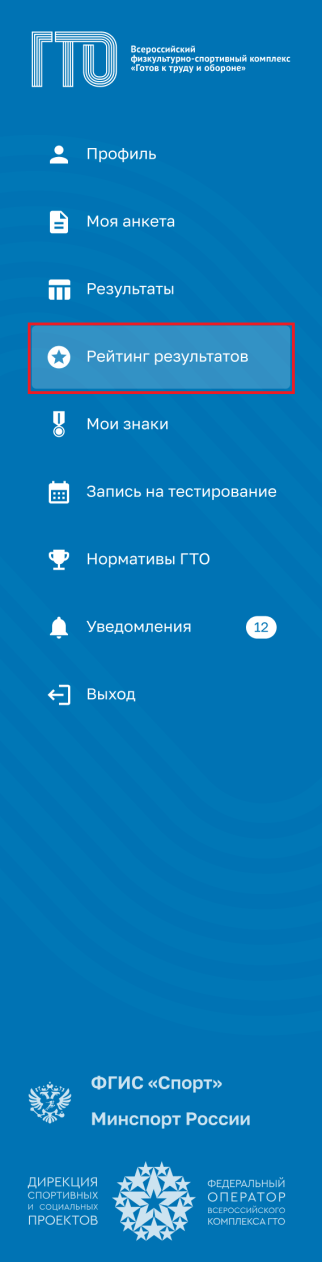 ГТО
Всероссийский
физкультурно-спортивный комплекс
«Готов к труду и обороне»
Профиль
Моя анкета
Результаты
Рейтинг результатов
Мои знаки
Запись на тестирование
Нормативы ГТО
Уведомления 12
Выход
ФГИС «Спорт»
Минспорт России
ДИРЕКЦИЯ
СПОРТИВНЫХ
И СОЦИАЛЬНЫХ
ПРОЕКТОВ
ФЕДЕРАЛЬНЫЙ
ОПЕРАТОР
ВСЕРОССИЙСКОГО
КОМПЛЕКСА ГТО